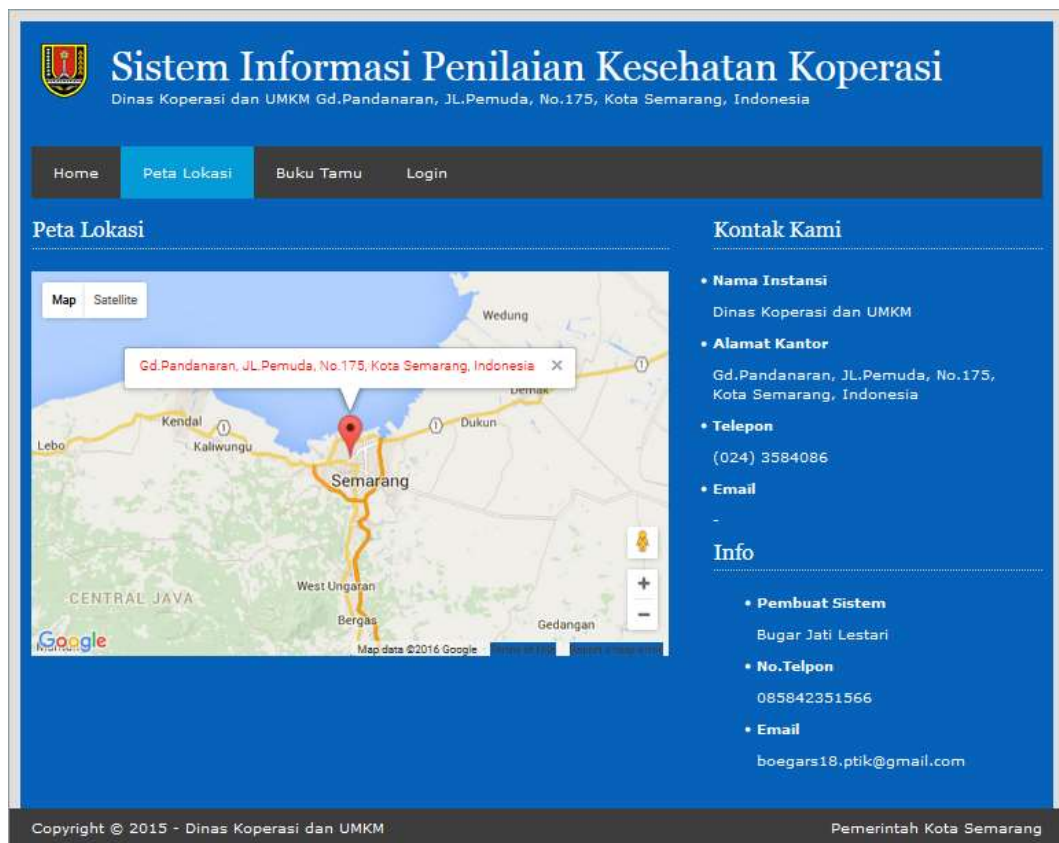 Sistem Informasi Penilaian Kesehatan Koperasi
Dinas Koperasi dan UMKM Gd.Pandanaran, JL.Pemuda, No.175, Kota Semarang, Indonesia
Home Peta Lokasi Buku Tamu Login
Peta Lokasi
Map Satellite
Wedung
Gd.Pandanaran, JL.Pemuda, No.175, Kota Semarang, Indonesia ×
Demak
Kendal
Dukun
Lebo
Kaliwungu
Semarang
West Ungaran
CENTRAL JAVA
Bergas
Gedangan
+
−
Google
Map data ©2016 Google
Kontak Kami
• Nama Instansi
Dinas Koperasi dan UMKM
• Alamat Kantor
Gd.Pandanaran, JL.Pemuda, No.175,
Kota Semarang, Indonesia
• Telepon
(024) 3584086
• Email
-
Info
• Pembuat Sistem
Bugar Jati Lestari
• No.Telpon
085842351566
• Email
boegars18.ptik@gmail.com
Copyright © 2015 - Dinas Koperasi dan UMKM
Pemerintah Kota Semarang